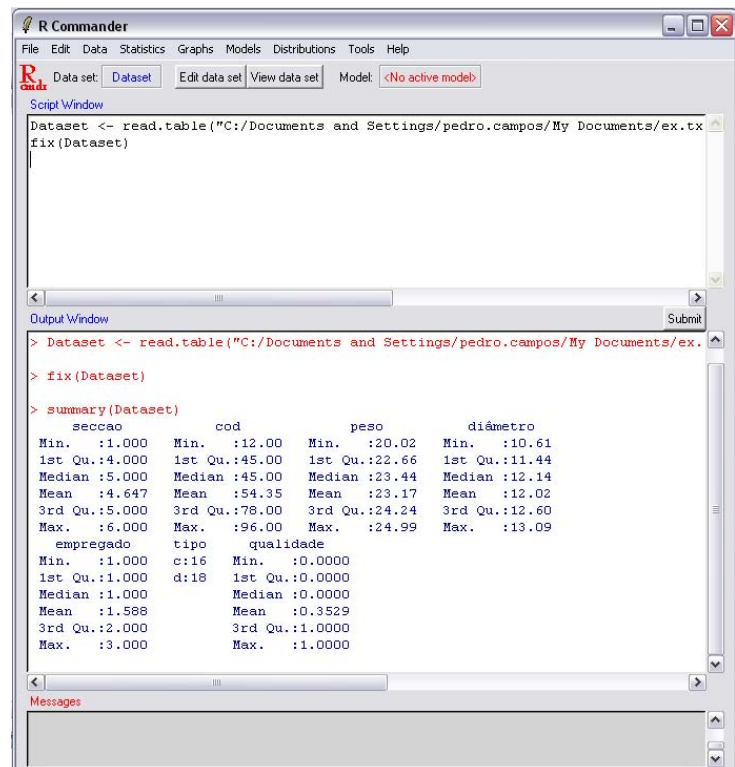 R Commander
File Edit Data Statistics Graphs Models Distributions Tools Help
R cmdr Data set: Dataset Edit data set View data set Model: <No active model>
Script Window
Dataset <- read.table("C:/Documents and Settings/pedro.campos/My Documents/ex.tx
fix(Dataset)
Output Window Submit
> Dataset <- read.table("C:/Documents and Settings/pedro.campos/My Documents/ex.
> fix(Dataset)
> summary(Dataset)
seccao cod peso diâmetro
Min. :1.000 Min. :12.00 Min. :20.02 Min. :10.61
1st Qu.:4.000 1st Qu.:45.00 1st Qu.:22.66 1st Qu.:11.44
Median :5.000 Median :45.00 Median :23.44 Median :12.14
Mean :4.647 Mean :54.35 Mean :23.17 Mean :12.02
3rd Qu.:5.000 3rd Qu.:78.00 3rd Qu.:24.24 3rd Qu.:12.60
Max. :6.000 Max. :96.00 Max. :24.99 Max. :13.09
empregado tipo qualidade
Min. :1.000 c:16 Min. :0.0000
1st Qu.:1.000 d:18 1st Qu.:0.0000
Median :1.000 Median :0.0000
Mean :1.588 Mean :0.3529
3rd Qu.:2.000 3rd Qu.:1.0000
Max. :3.000 Max. :1.0000
Messages